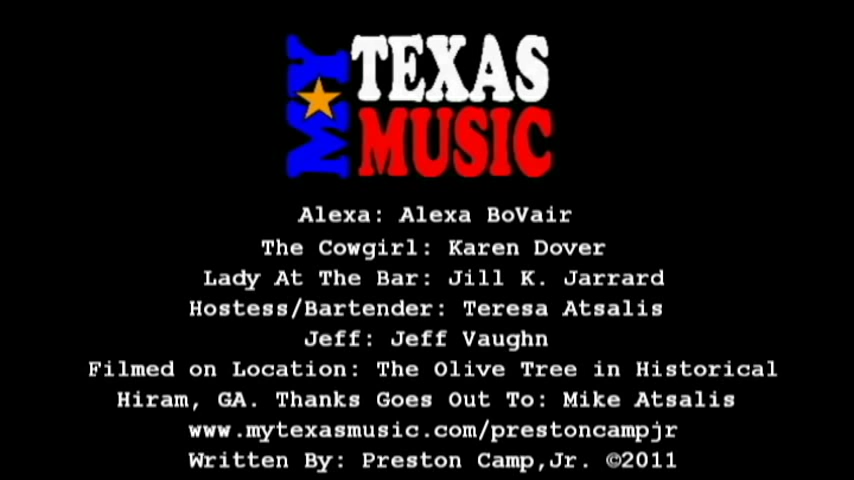 MY TEXAS
MUSIC
Alexa: Alexa BoVair
The Cowgirl: Karen Dover
Lady At The Bar: Jill K. Jarrard
Hostess/Bartender: Teresa Atsalis
Jeff: Jeff Vaughn
Filmed on Location: The Olive Tree in Historical
Hiram, GA. Thanks Goes Out To: Mike Atsalis
www.mytexasmusic.com/prestoncampjr
Written By: Preston Camp,Jr. ©2011